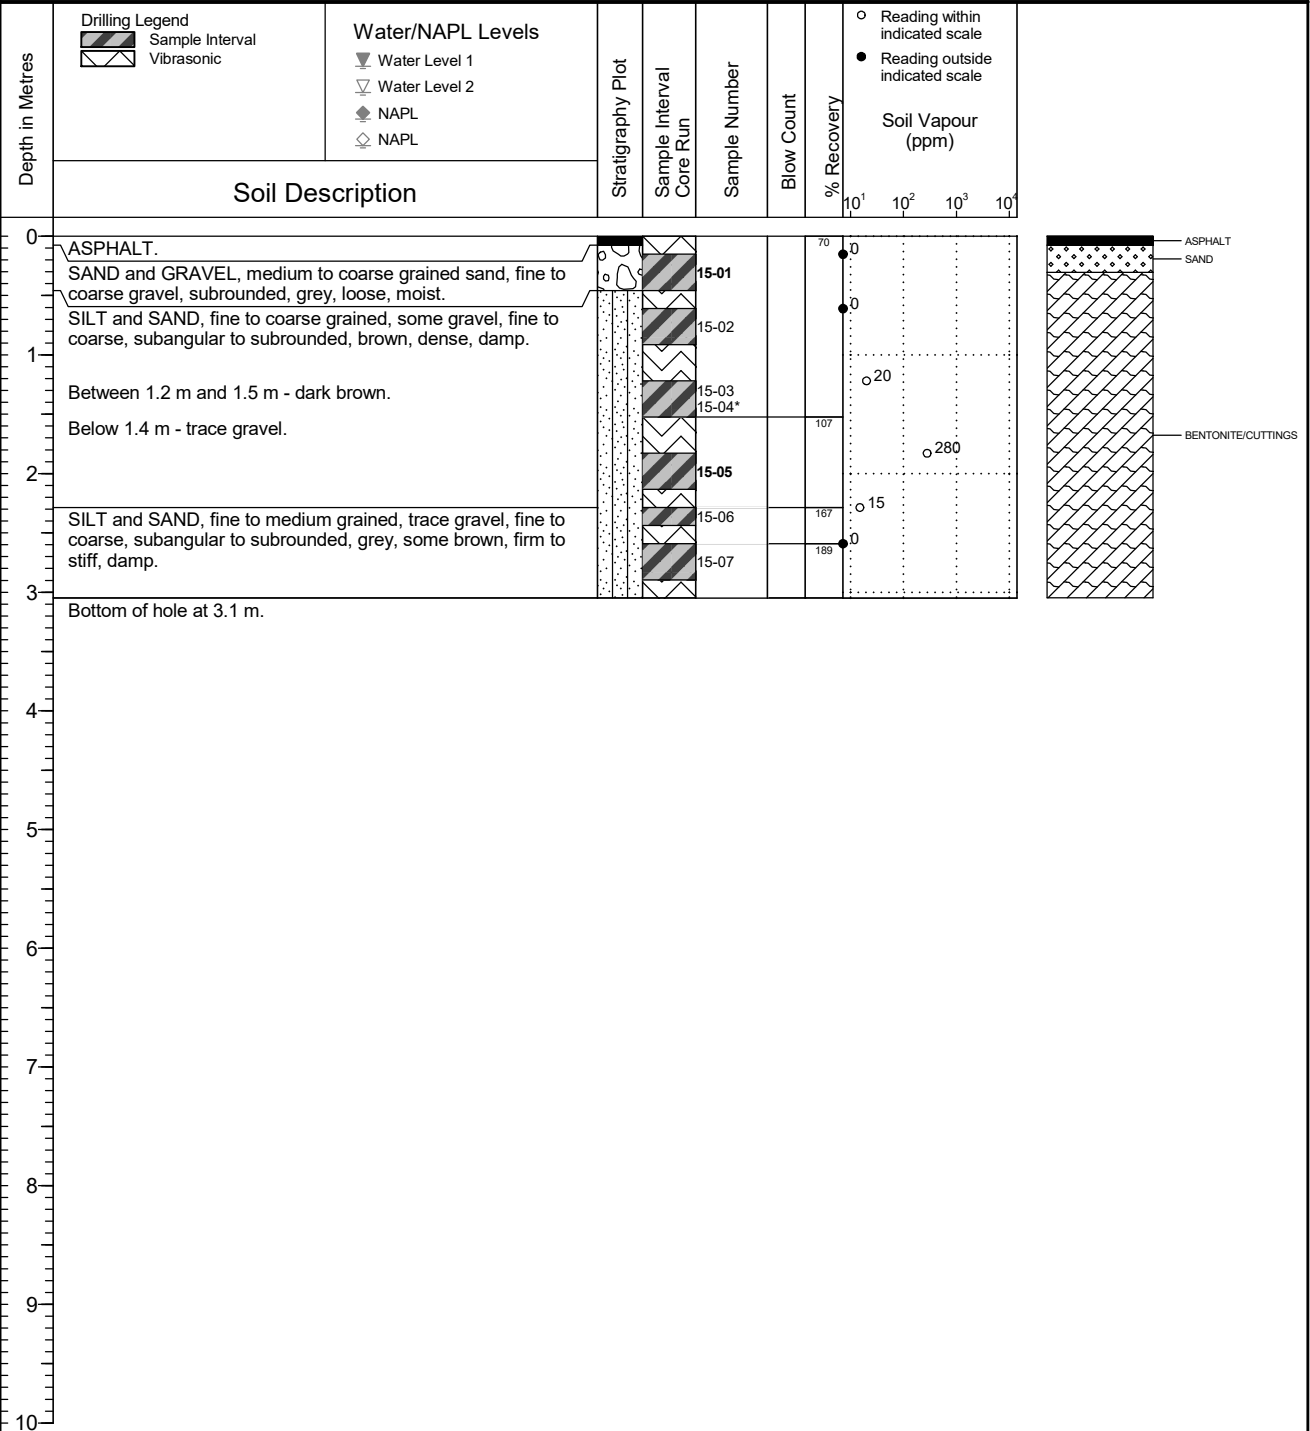 Depth in Metres
Drilling Legend
Sample Interval
Vibrasonic
Water/NAPL Levels
Water Level 1
Water Level 2
NAPL
NAPL
Soil Description
Stratigraphy Plot
Sample Interval
Core Run
Sample Number
Blow Count
% Recovery
Reading within
indicated scale
Reading outside
indicated scale
Soil Vapour
(ppm)
10¹ 10² 10³ 10⁴
0
ASPHALT.
70
0
ASPHALT
SAND
SAND and GRAVEL, medium to coarse grained sand, fine to
coarse gravel, subrounded, grey, loose, moist.
15-01
0
SILT and SAND, fine to coarse grained, some gravel, fine to
coarse, subangular to subrounded, brown, dense, damp.
15-02
1
20
Between 1.2 m and 1.5 m - dark brown.
15-03
15-04*
107
Below 1.4 m - trace gravel.
BENTONITE/CUTTINGS
280
2
15-05
15
SILT and SAND, fine to medium grained, trace gravel, fine to
coarse, subangular to subrounded, grey, some brown, firm to
stiff, damp.
15-06
167
0
189
15-07
3
Bottom of hole at 3.1 m.
4
5
6
7
8
9
10